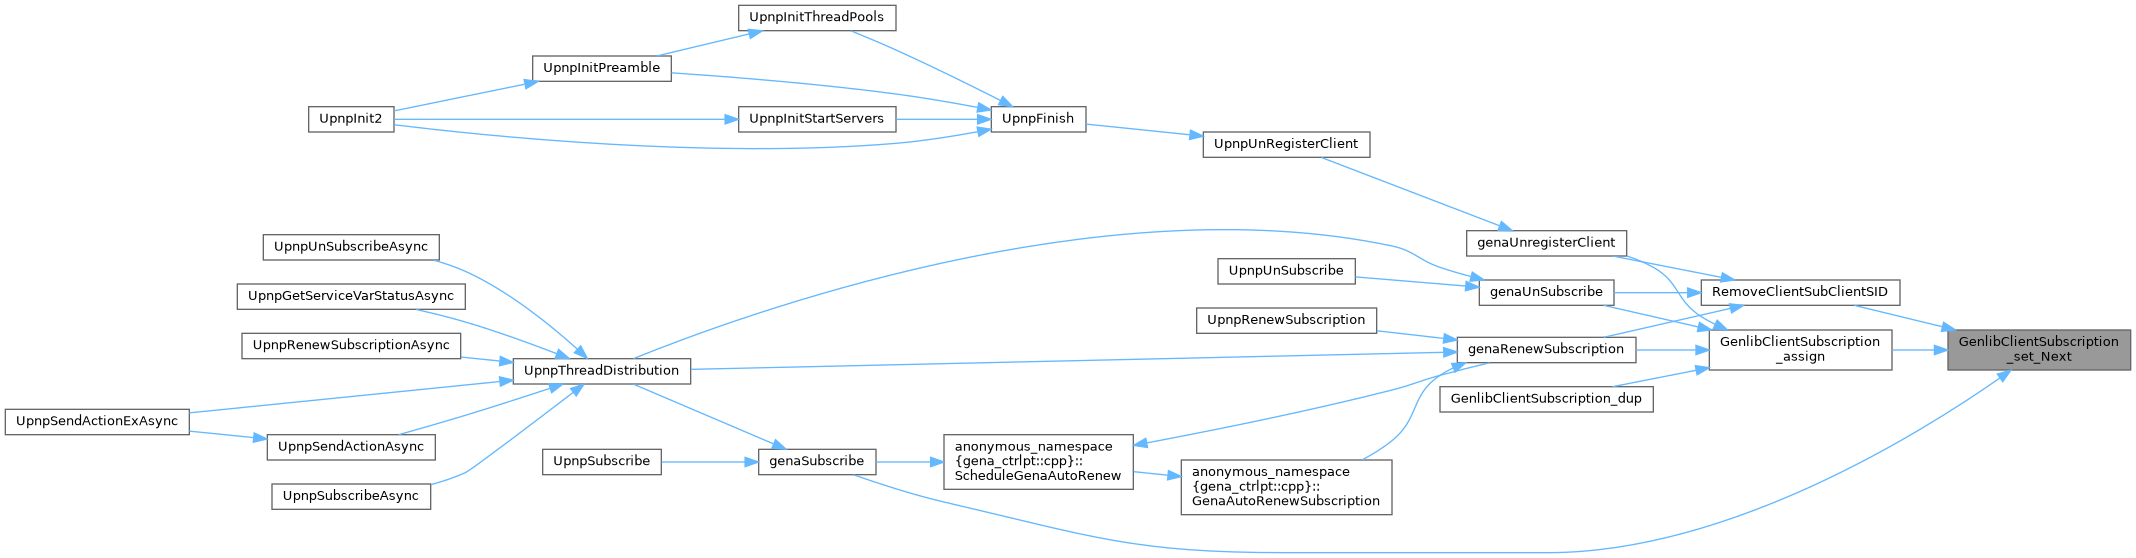 UpnpInitThreadPools
UpnpInitPreamble
UpnpInit2
UpnpInitStartServers
UpnpFinish
UpnpUnRegisterClient
genaUnregisterClient
UpnpUnSubscribeAsync
UpnpUnSubscribe
genaUnSubscribe
RemoveClientSubClientSID
UpnpGetServiceVarStatusAsync
UpnpRenewSubscription
UpnpRenewSubscriptionAsync
genaRenewSubscription
GenlibClientSubscription
_assign
GenlibClientSubscription
_set_Next
UpnpThreadDistribution
GenlibClientSubscription_dup
UpnpSendActionExAsync
UpnpSendActionAsync
UpnpSubscribe
genaSubscribe
anonymous_namespace
{gena_ctrlpt::cpp}::
ScheduleGenaAutoRenew
anonymous_namespace
{gena_ctrlpt::cpp}::
GenaAutoRenewSubscription
UpnpSubscribeAsync